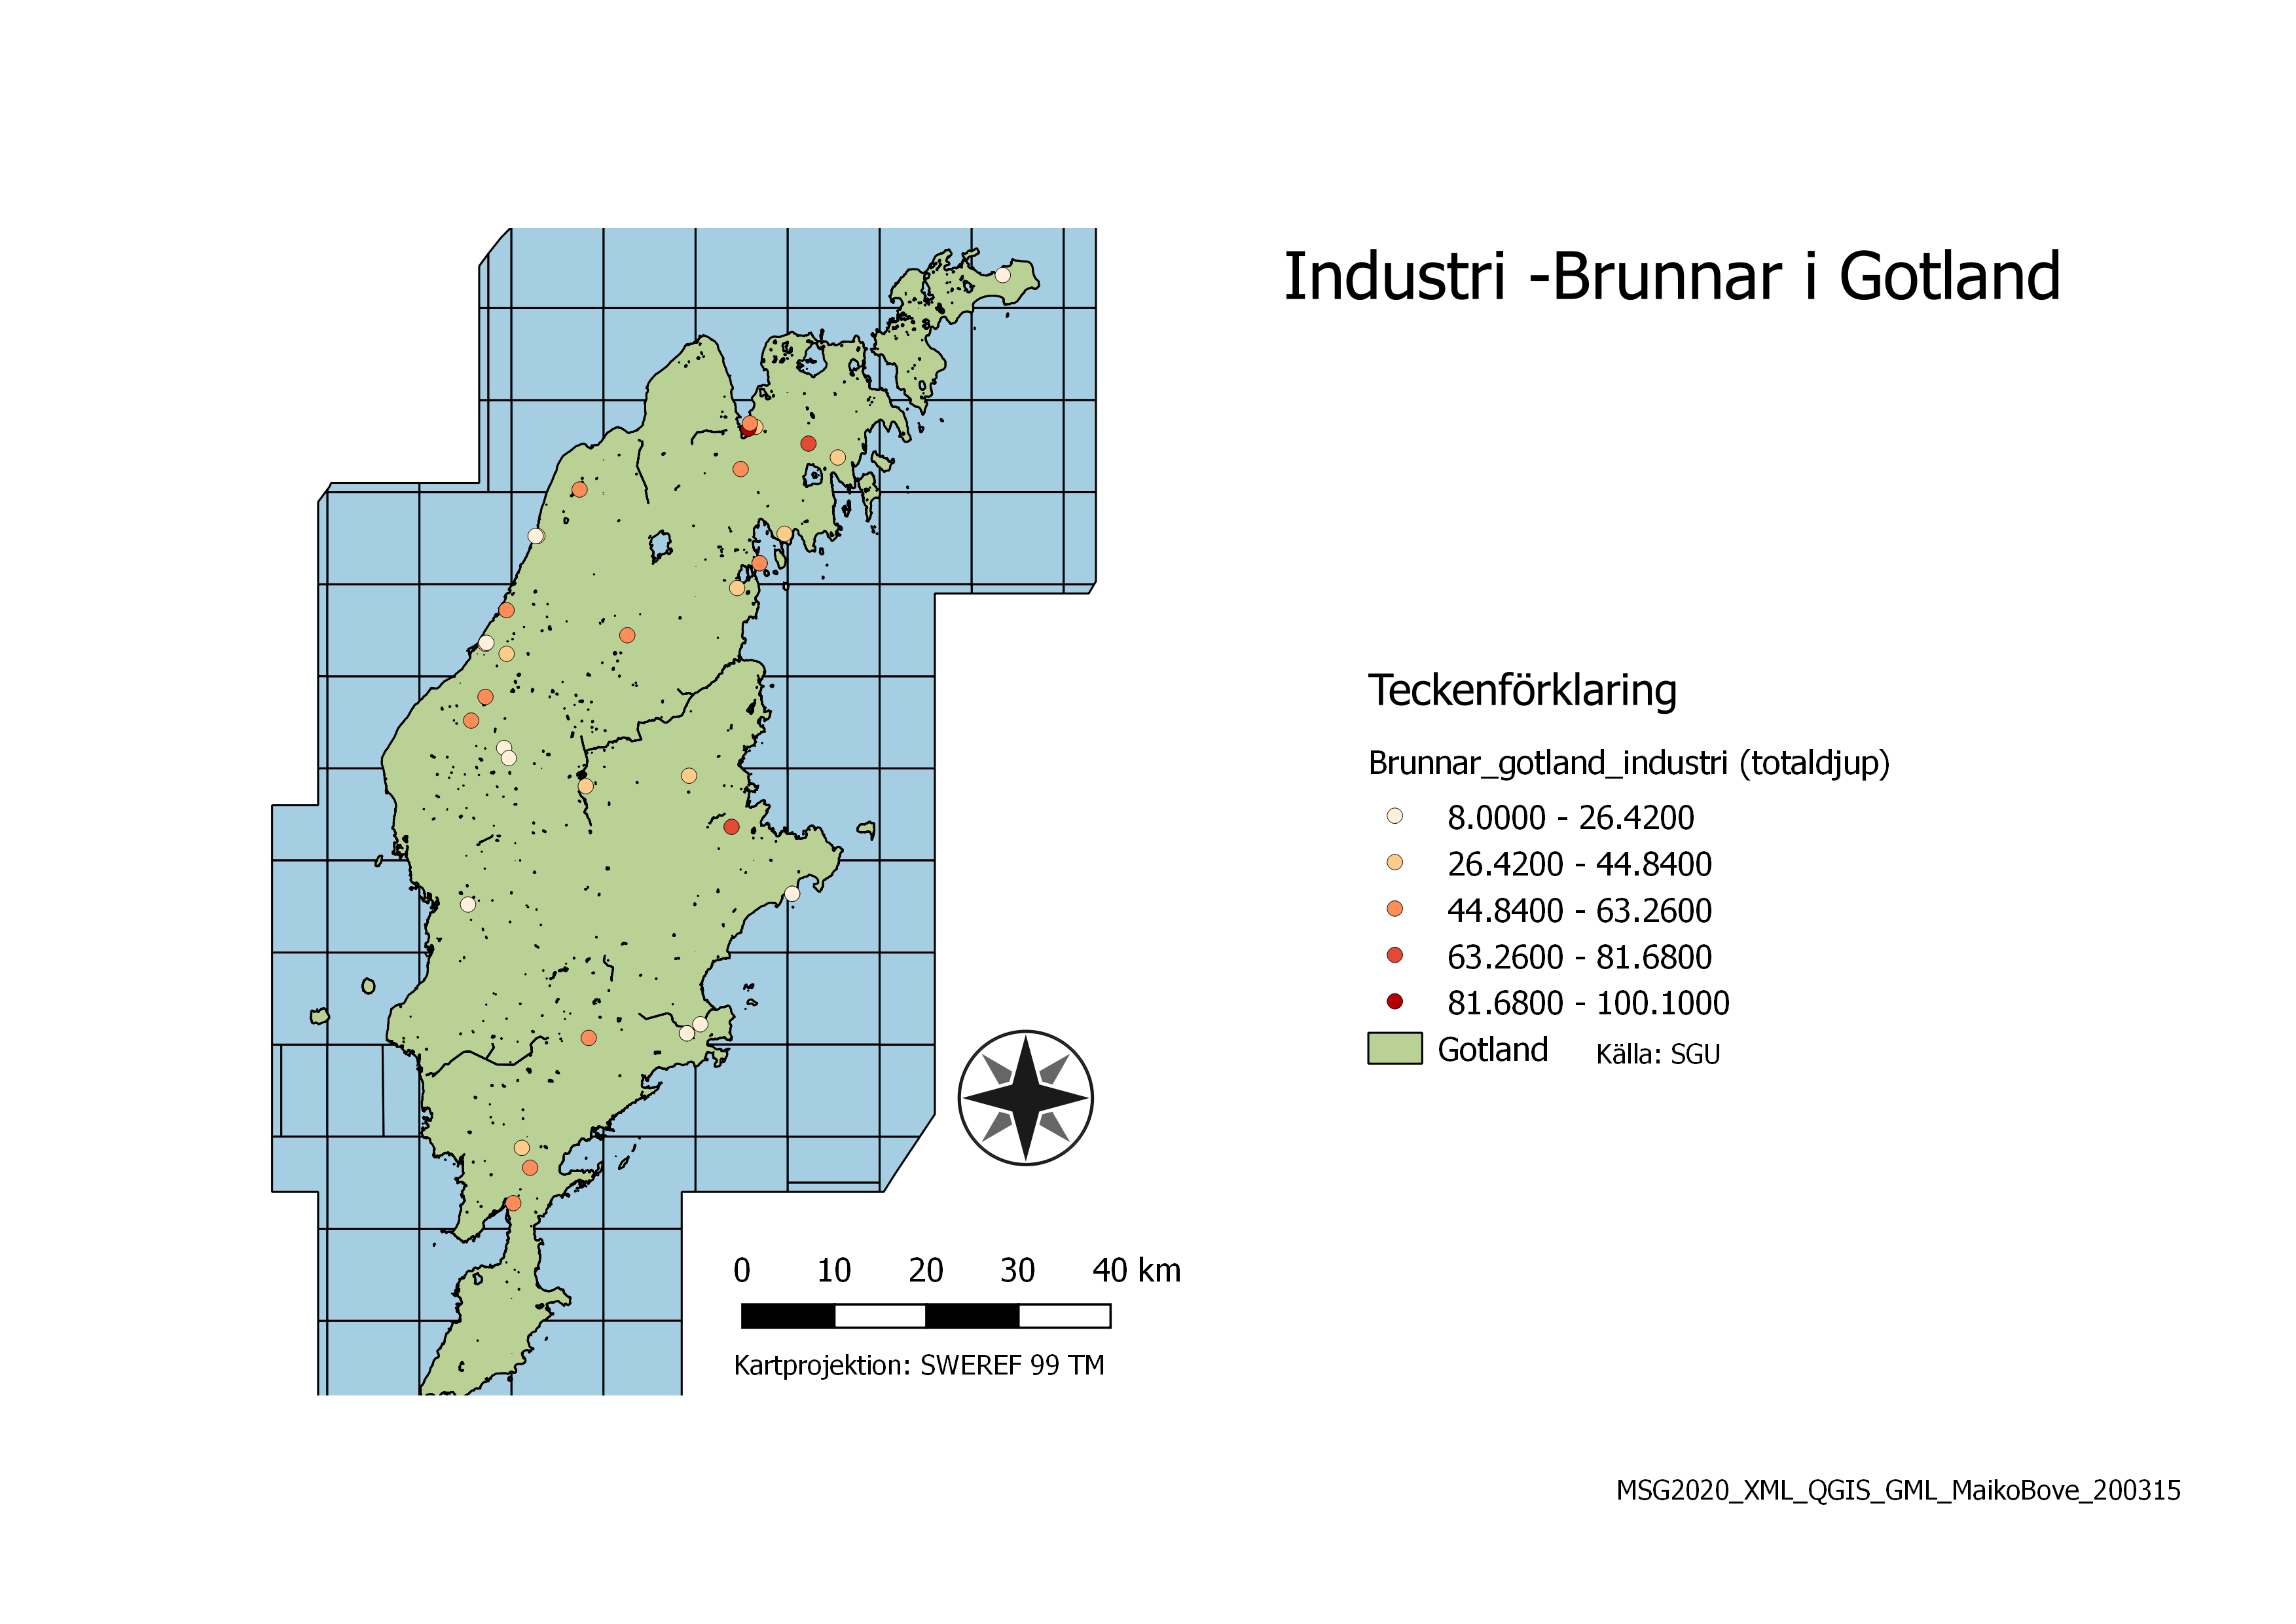 Industri -Brunnar i Gotland
Teckenförklaring
Brunnar_gotland_industri (totaldjup)
8.0000 - 26.4200
26.4200 - 44.8400
44.8400 - 63.2600
63.2600 - 81.6800
81.6800 - 100.1000
Gotland Källa: SGU
0 10 20 30 40 km
Kartprojektion: SWEREF 99 TM
MSG2020_XML_QGIS_GML_MaikoBove_200315